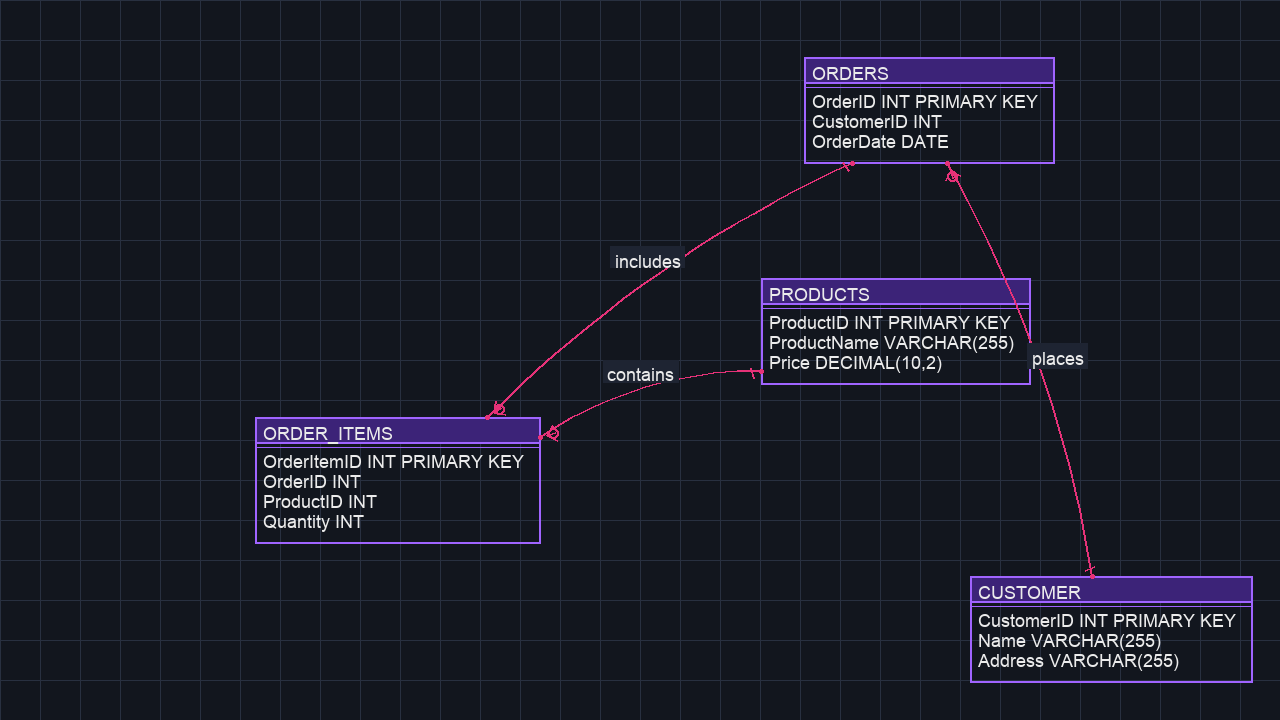 ORDERS
OrderID INT PRIMARY KEY
CustomerID INT
OrderDate DATE
includes
PRODUCTS
ProductID INT PRIMARY KEY
ProductName VARCHAR(255)
Price DECIMAL(10,2)
places
contains
ORDER_ITEMS
OrderItemID INT PRIMARY KEY
OrderID INT
ProductID INT
Quantity INT
CUSTOMER
CustomerID INT PRIMARY KEY
Name VARCHAR(255)
Address VARCHAR(255)